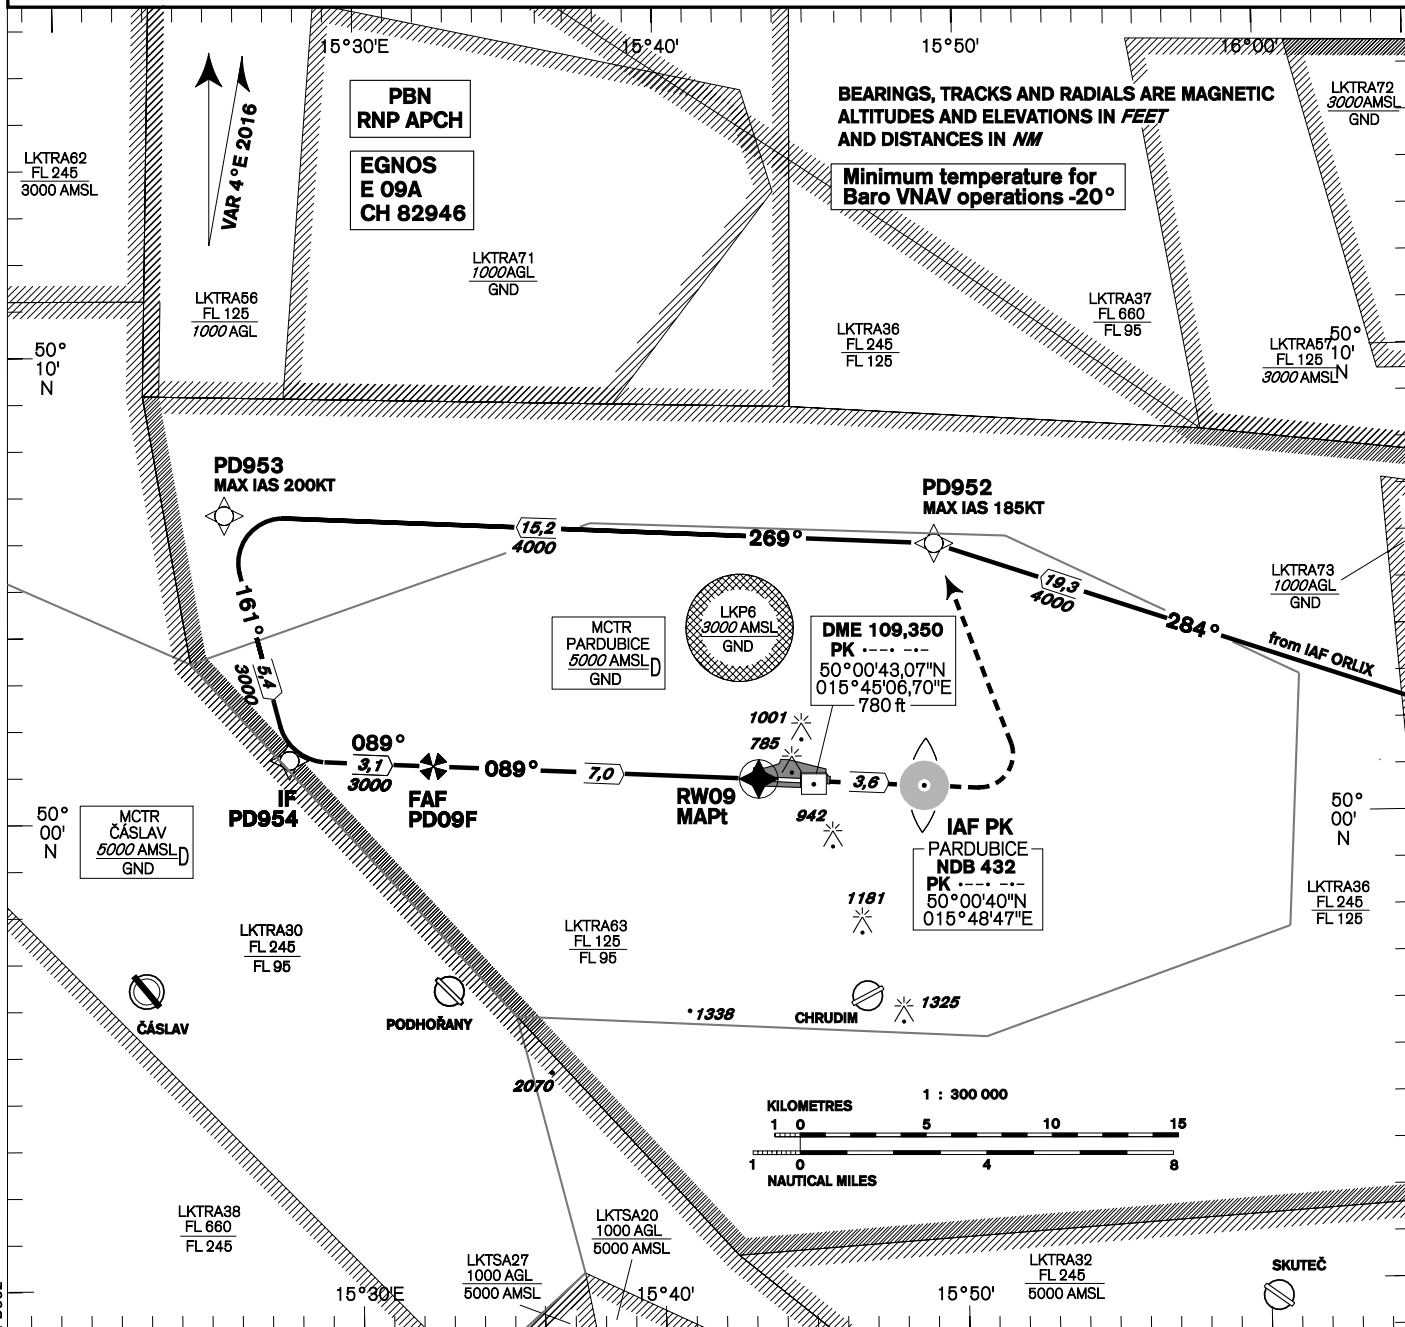 15°30'E
15°40'
15°50'
16°00'
VAR 4°E 2016
PBN
RNP APCH
EGNOS
E 09A
CH 82946
BEARINGS, TRACKS AND RADIALS ARE MAGNETIC
ALTITUDES AND ELEVATIONS IN FEET
AND DISTANCES IN NM
Minimum temperature for
Baro VNAV operations -20°
LKTRA72
3000AMSL
GND
LKTRA62
FL 245
3000 AMSL
LKTRA71
1000AGL
GND
LKTRA56
FL 125
1000 AGL
LKTRA36
FL 245
FL 125
LKTRA37
FL 660
FL 95
LKTRA57
FL 125
3000 AMSL
50°
10'
N
50°
10'
N
PD953
MAX IAS 200KT
PD952
MAX IAS 185KT
15,2
4000
269°
19,3
4000
284°
from IAF ORLIX
LKTRA73
1000AGL
GND
161°
5,4
3000
MCTR
PARDUBICE
5000 AMSL D
GND
LKP6
3000 AMSL
GND
DME 109,350
PK
50°00'43,07"N
015°45'06,70"E
780 ft
1001
785
089°
3,1
3000
089°
7,0
3,6
IF
PD954
FAF
PD09F
RW09
MAPt
942
IAF PK
PARDUBICE
NDB 432
PK
50°00'40"N
015°48'47"E
50°
00'
N
50°
00'
N
MCTR
ČÁSLAV
5000 AMSL D
GND
1181
LKTRA36
FL 245
FL 125
LKTRA30
FL 245
FL 95
LKTRA63
FL 125
FL 95
ČÁSLAV
PODHOŘANY
1338
CHRUDIM
1325
2070
1 : 300 000
KILOMETRES
1 0 5 10 15
1 0 4 8
NAUTICAL MILES
LKTRA38
FL 660
FL 245
LKTSA20
1000 AGL
5000 AMSL
LKTSA27
1000 AGL
5000 AMSL
LKTRA32
FL 245
5000 AMSL
SKUTEČ
15°30'E
15°40'
15°50'